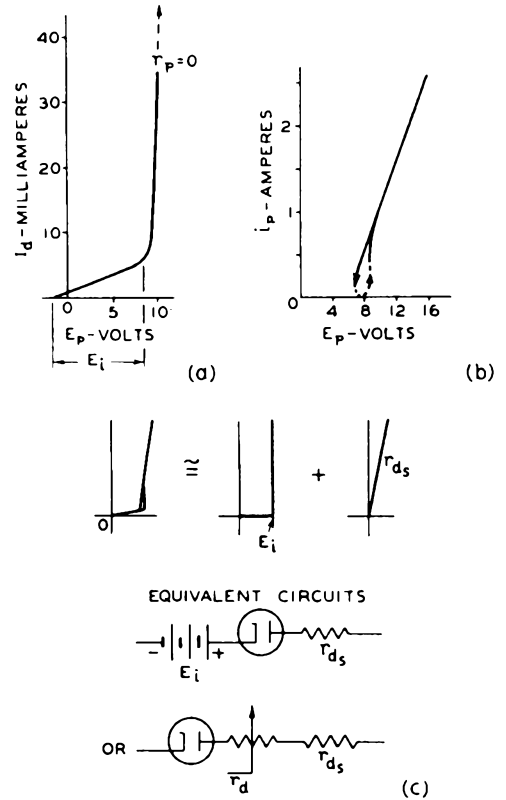 40
30
20
10
I_d-MILLIAMPERES
r_p=0
0 5 8 10
E_p-VOLTS
E_i
(a)
2
1
0
i_p-AMPERES
4 8 12 16
E_p-VOLTS
(b)
0
≅
E_i
+
r_ds
EQUIVALENT CIRCUITS
- +
E_i
r_ds
OR
r_d
r_ds
(c)